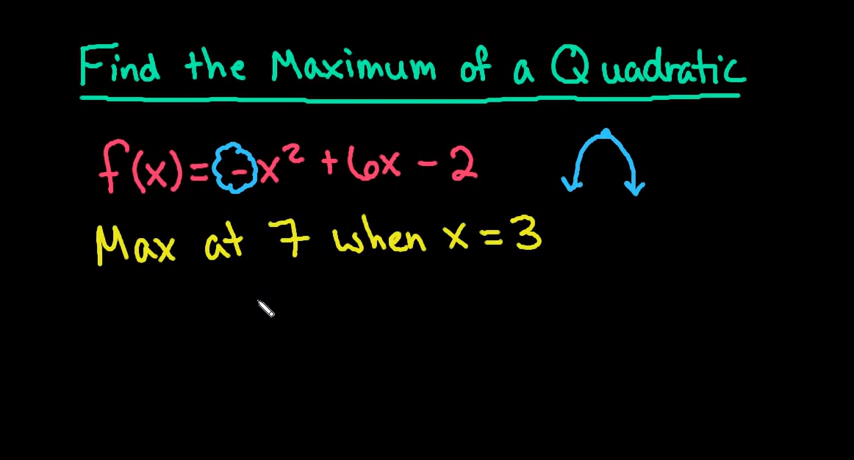 Find the Maximum of a Quadratic
f(x) = -x² + 6x - 2
Max at 7 when x = 3